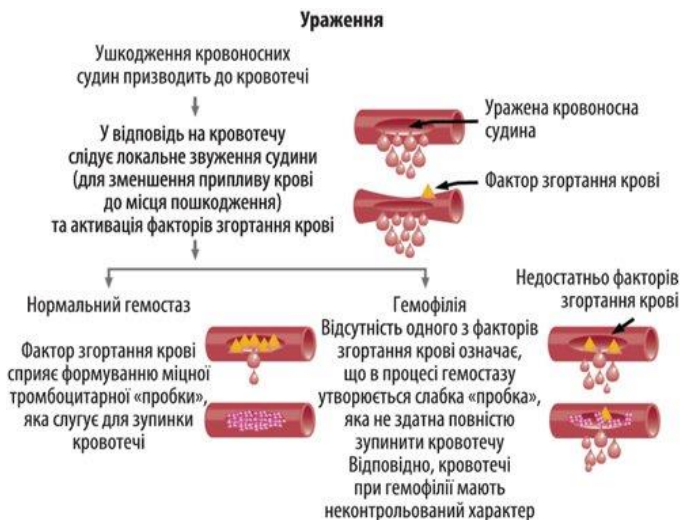 Ураження
Ушкодження кровоносних
судин призводить до кровотечі
У відповідь на кровотечу
слідує локальне звуження судини
(для зменшення припливу крові
до місця пошкодження)
та активація факторів згортання крові
Уражена кровоносна
судина
Фактор згортання крові
Нормальний гемостаз
Фактор згортання крові
сприяє формуванню міцної
тромбоцитарної «пробки»,
яка слугує для зупинки
кровотечі
Гемофілія
Відсутність одного з факторів
згортання крові означає,
що в процесі гемостазу
утворюється слабка «пробка»,
яка не здатна повністю
зупинити кровотечу
Відповідно, кровотечі
при гемофілії мають
неконтрольований характер
Недостатньо факторів
згортання крові